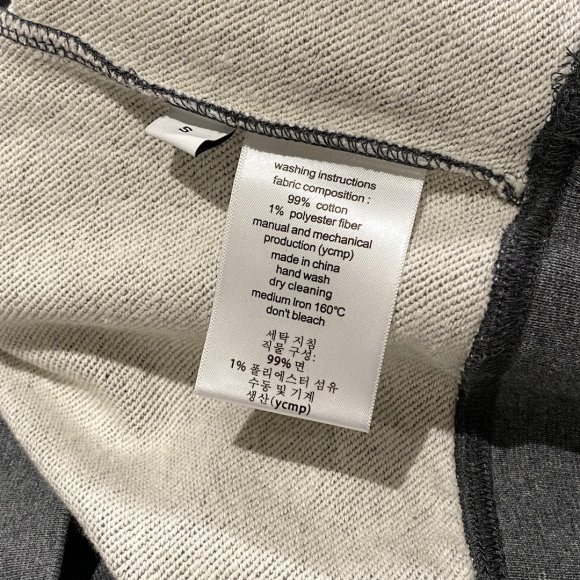 S
washing instructions
fabric composition :
99% cotton
1% polyester fiber
manual and mechanical
production (ycmp)
made in china
hand wash
dry cleaning
medium Iron 160°C
don't bleach
세탁 지침
직물 구성:
99% 면
1% 폴리에스터 섬유
수동 및 기계
생산(ycmp)